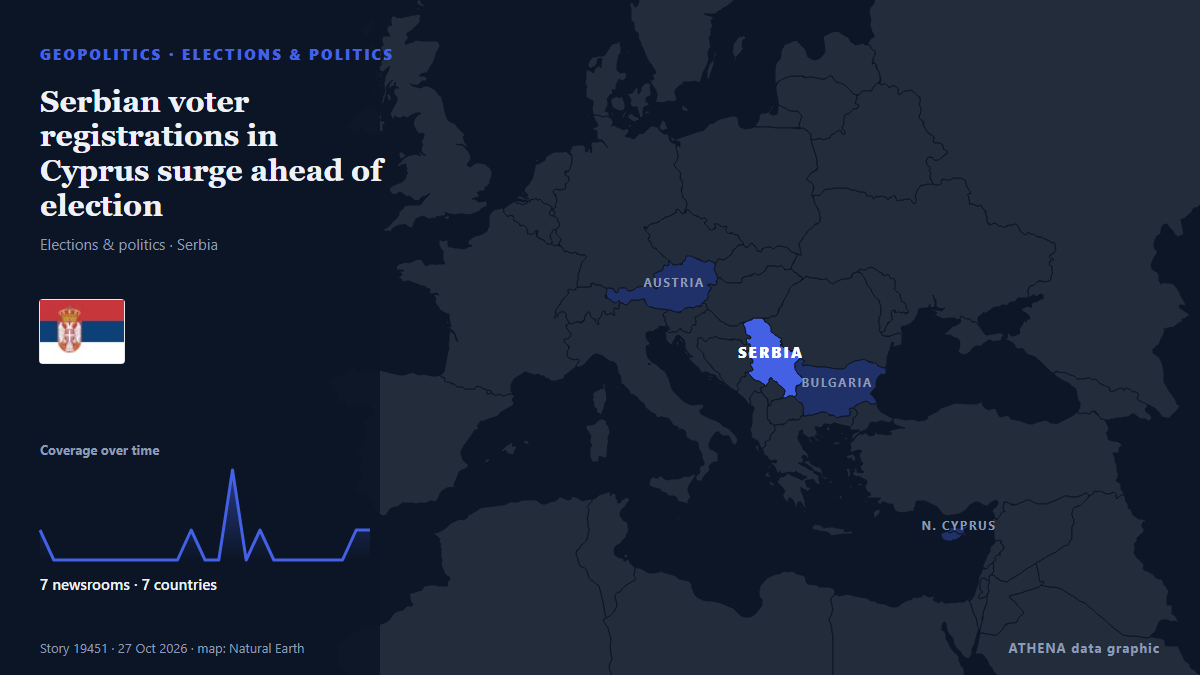 GEOPOLITICS · ELECTIONS & POLITICS
Serbian voter
registrations in
Cyprus surge ahead of
election
Elections & politics · Serbia
AUSTRIA
SERBIA
BULGARIA
N. CYPRUS
Coverage over time
7 newsrooms · 7 countries
Story 19451 · 27 Oct 2026 · map: Natural Earth
ATHENA data graphic